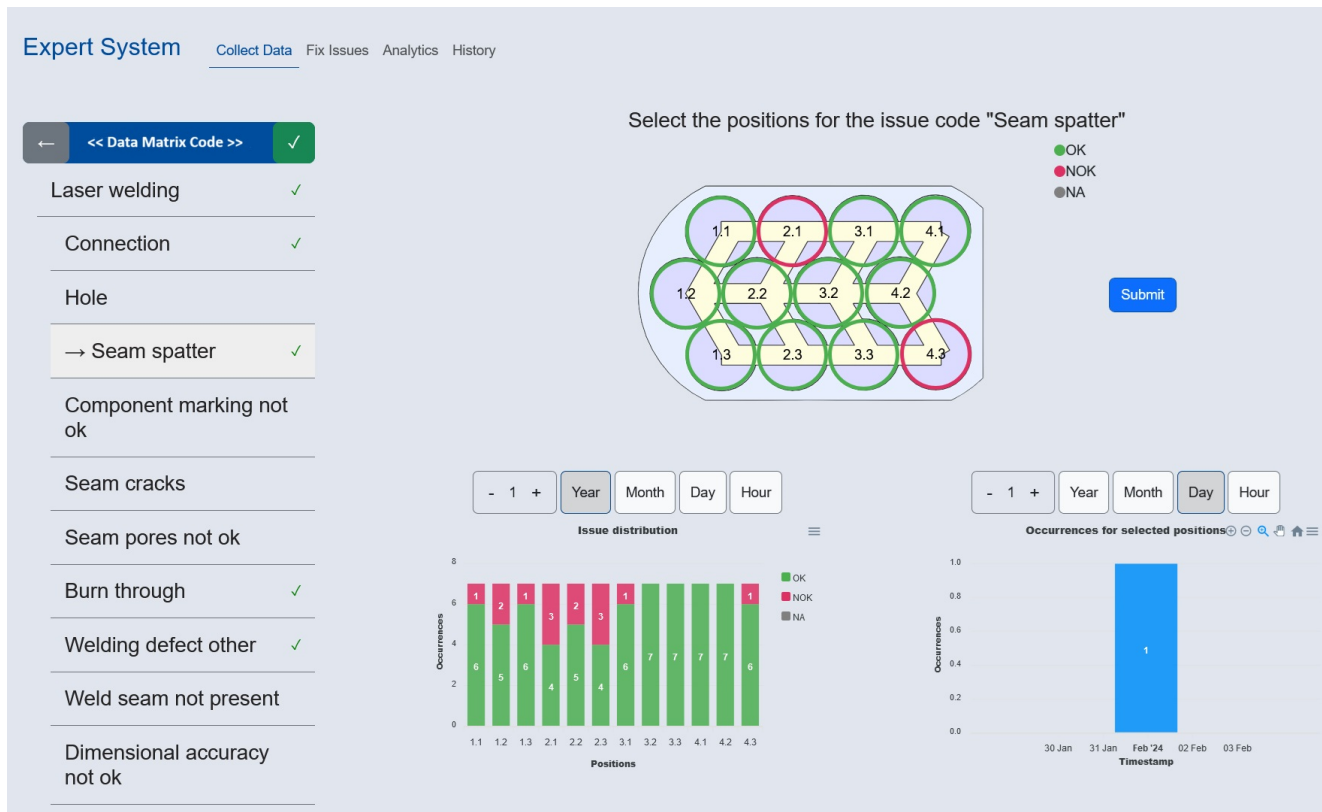 Expert System Collect Data Fix Issues Analytics History
Select the positions for the issue code "Seam spatter"
OK
NOK
NA
← << Data Matrix Code >> ✓
Laser welding ✓
Connection ✓
Hole
→ Seam spatter ✓
Component marking not
ok
Seam cracks
Seam pores not ok
Burn through ✓
Welding defect other ✓
Weld seam not present
Dimensional accuracy
not ok
1.1 2.1 3.1 4.1
1.2 2.2 3.2 4.2
1.3 2.3 3.3 4.3
Submit
- 1 + Year Month Day Hour
Issue distribution
OK
NOK
NA
Occurrences
8
6
4
2
0
1 2 1 3 2 3 1 1
6 5 6 4 5 4 6 7 7 7 7 6
1.1 1.2 1.3 2.1 2.2 2.3 3.1 3.2 3.3 4.1 4.2 4.3
Positions
- 1 + Year Month Day Hour
Occurrences for selected positions
Occurrences
1.0
0.8
0.6
0.4
0.2
0.0
1
30 Jan 31 Jan Feb '24 02 Feb 03 Feb
Timestamp